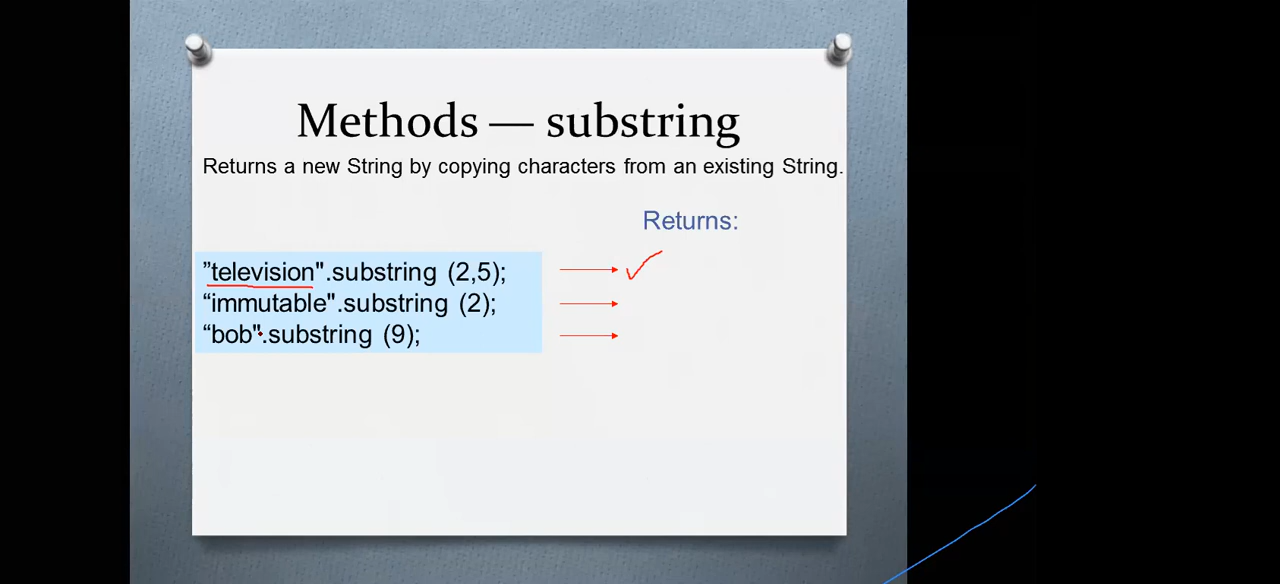 Methods — substring
Returns a new String by copying characters from an existing String.
Returns:
”television".substring (2,5);
“immutable".substring (2);
“bob".substring (9);